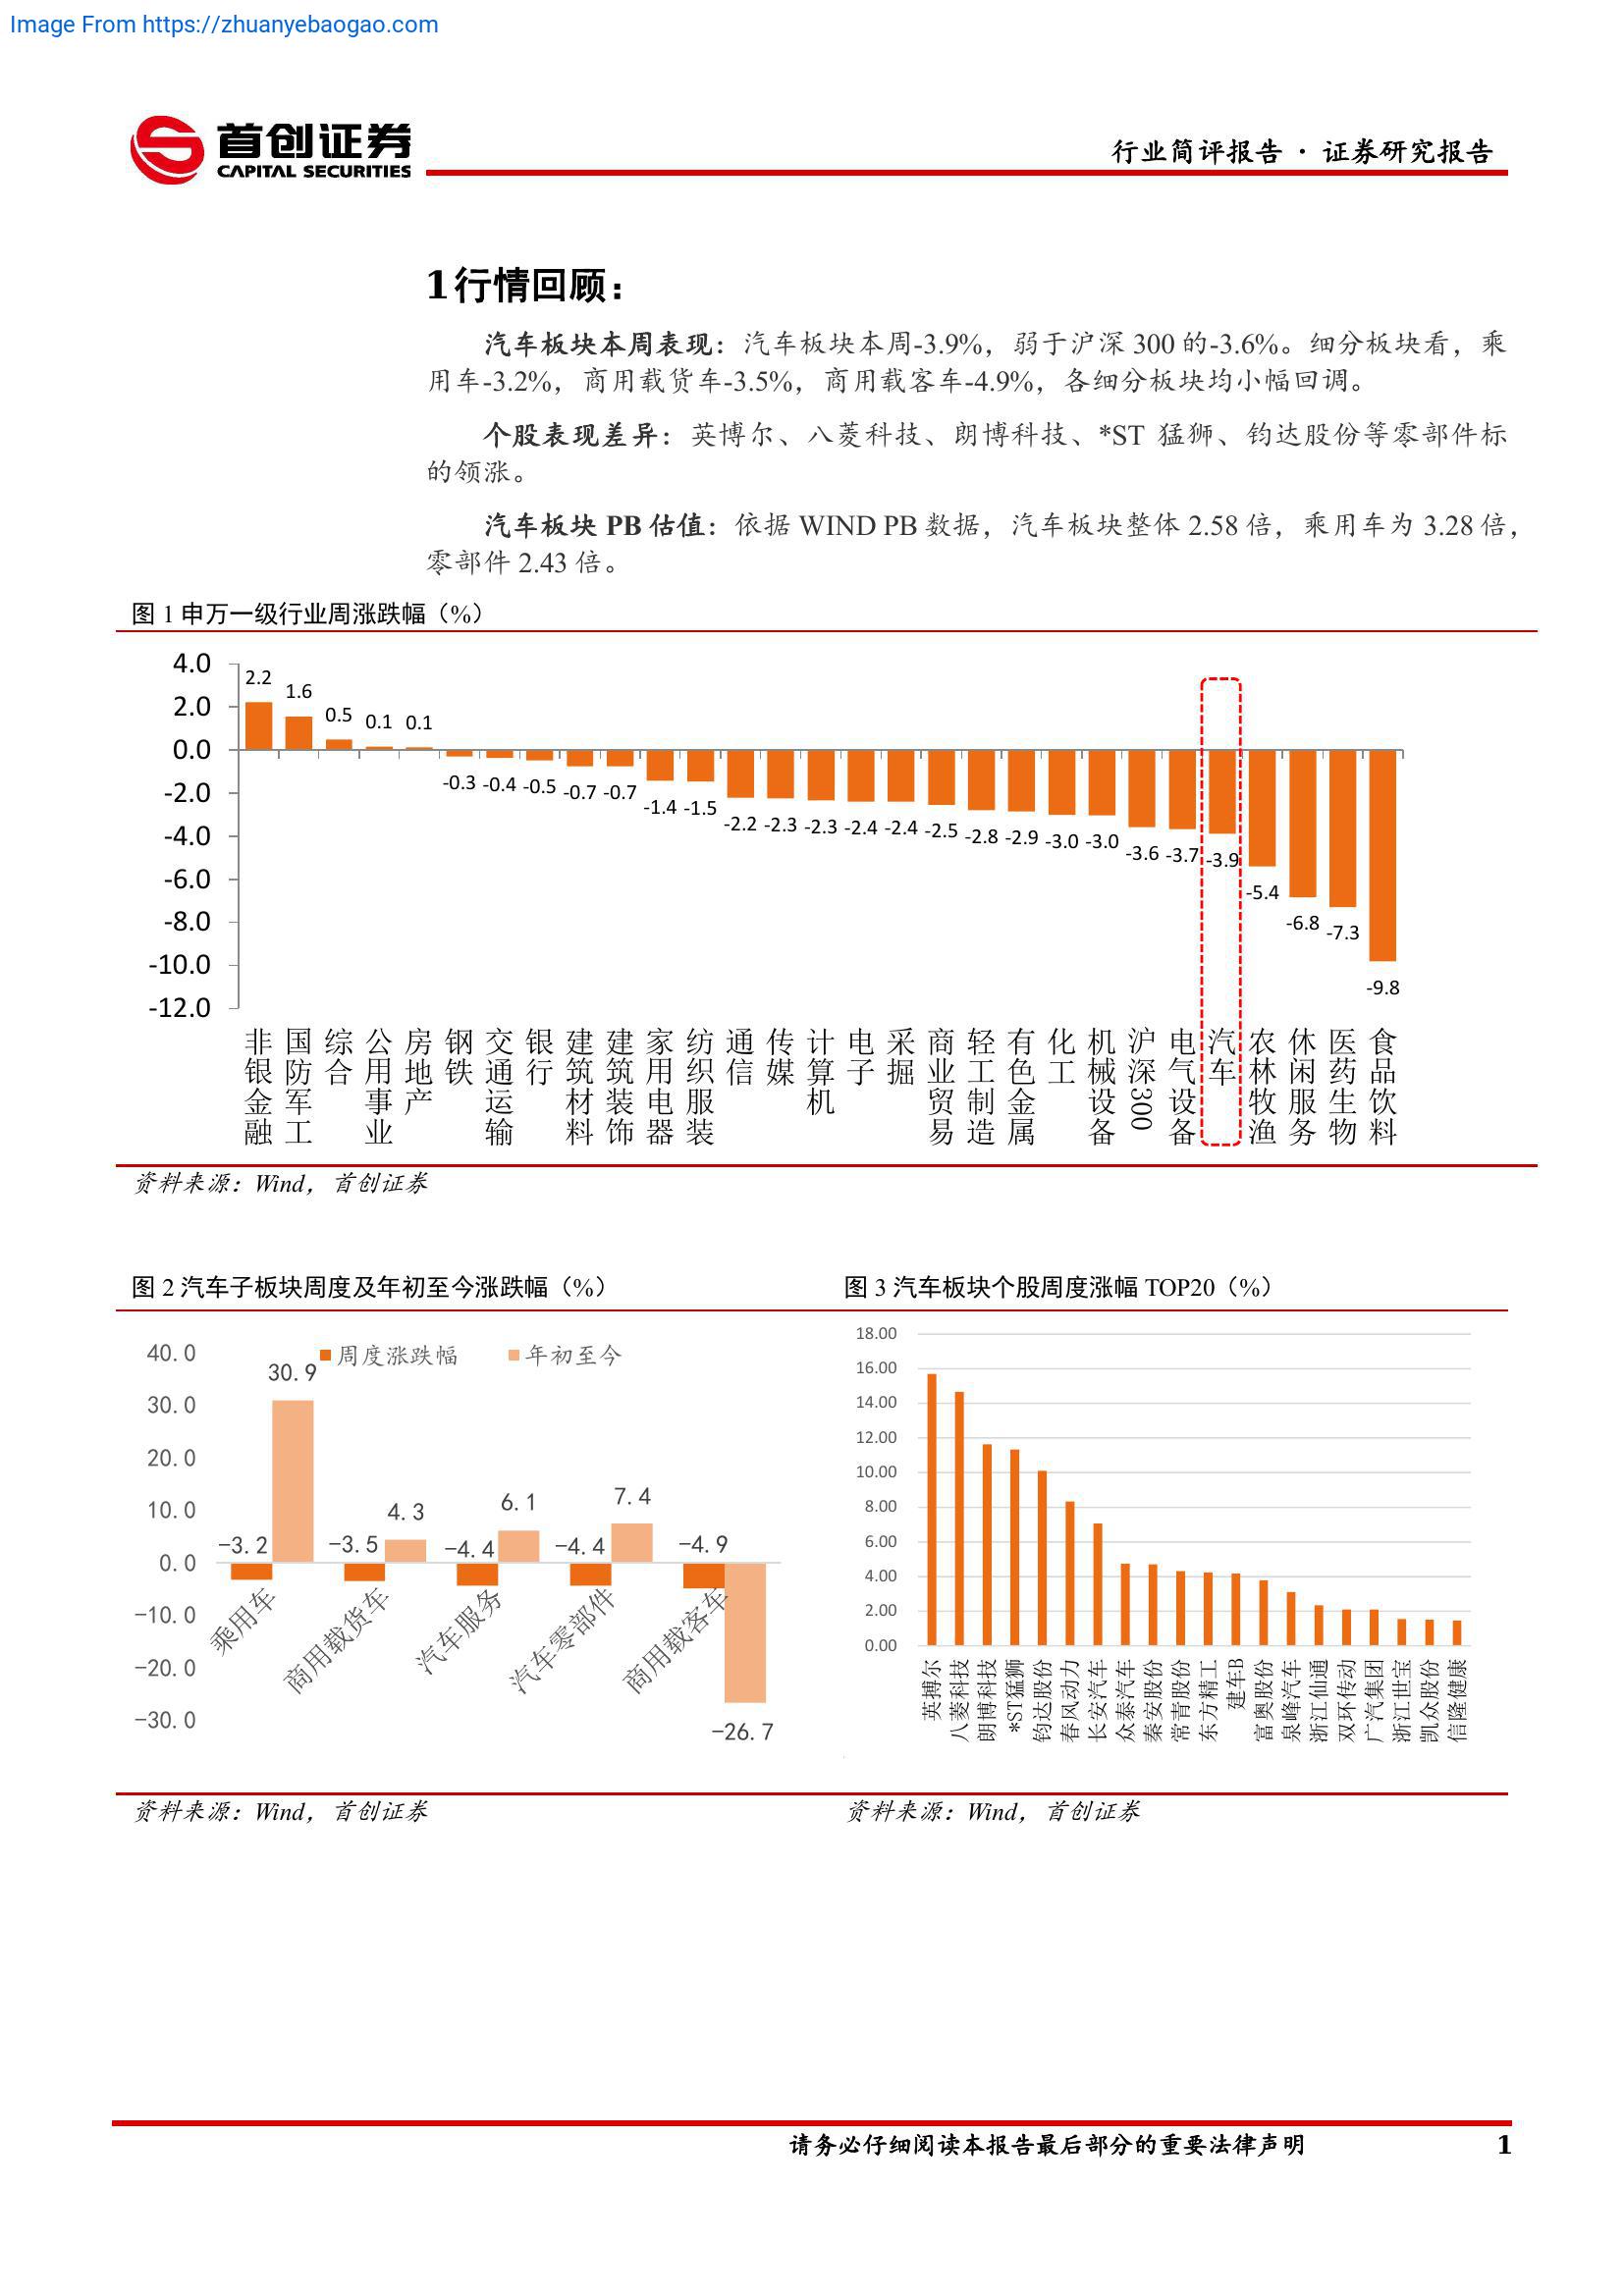 Image From https://zhuanyebaogao.com
首创证券
CAPITAL SECURITIES
行业简评报告 · 证券研究报告
1 行情回顾：
汽车板块本周表现：汽车板块本周-3.9%，弱于沪深 300 的-3.6%。细分板块看，乘
用车-3.2%，商用载货车-3.5%，商用载客车-4.9%，各细分板块均小幅回调。
个股表现差异：英博尔、八菱科技、朗博科技、*ST 猛狮、钧达股份等零部件标
的领涨。
汽车板块 PB 估值：依据 WIND PB 数据，汽车板块整体 2.58 倍，乘用车为 3.28 倍，
零部件 2.43 倍。
图 1 申万一级行业周涨跌幅（%）
4.0
2.0
0.0
-2.0
-4.0
-6.0
-8.0
-10.0
-12.0
2.2 1.6 0.5 0.1 0.1 -0.3 -0.4 -0.5 -0.7 -0.7 -1.4 -1.5 -2.2 -2.3 -2.3 -2.4 -2.4 -2.5 -2.8 -2.9 -3.0 -3.0 -3.6 -3.7 -3.9 -5.4 -6.8 -7.3 -9.8
非银金融 国防军工 综合 公用事业 房地产 钢铁 交通运输 银行 建筑材料 建筑装饰 家用电器 纺织服装 通信 传媒 计算机 电子 采掘 商业贸易 轻工制造 有色金属 化工 机械设备 沪深300 电气设备 汽车 农林牧渔 休闲服务 医药生物 食品饮料
资料来源：Wind，首创证券
图 2 汽车子板块周度及年初至今涨跌幅（%）
周度涨跌幅 年初至今
40.0
30.0
20.0
10.0
0.0
-10.0
-20.0
-30.0
-3.2 30.9 -3.5 4.3 -4.4 6.1 -4.4 7.4 -4.9 -26.7
乘用车 商用载货车 汽车服务 汽车零部件 商用载客车
资料来源：Wind，首创证券
图 3 汽车板块个股周度涨幅 TOP20（%）
18.00
16.00
14.00
12.00
10.00
8.00
6.00
4.00
2.00
0.00
英搏尔 八菱科技 朗博科技 *ST猛狮 钧达股份 春风动力 长安汽车 众泰汽车 秦安股份 常青股份 东方精工 建车B 富奥股份 泉峰汽车 浙江仙通 双环传动 广汽集团 浙江世宝 凯众股份 信隆健康
资料来源：Wind，首创证券
请务必仔细阅读本报告最后部分的重要法律声明 1